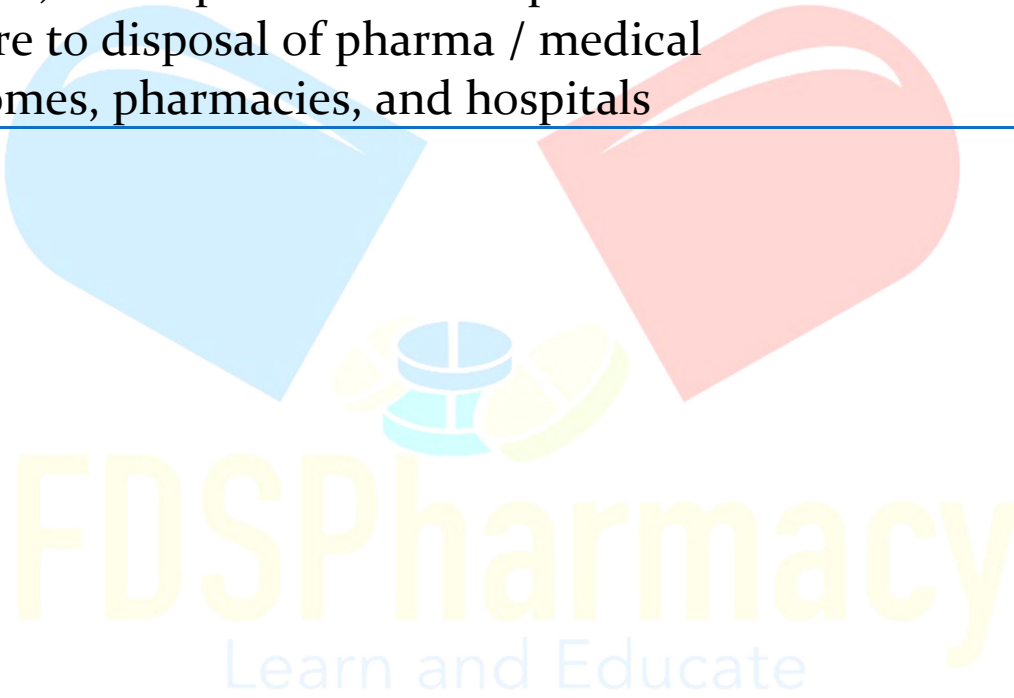 re to disposal of pharma / medical
omes, pharmacies, and hospitals
FDSPharmacy
Learn and Educate